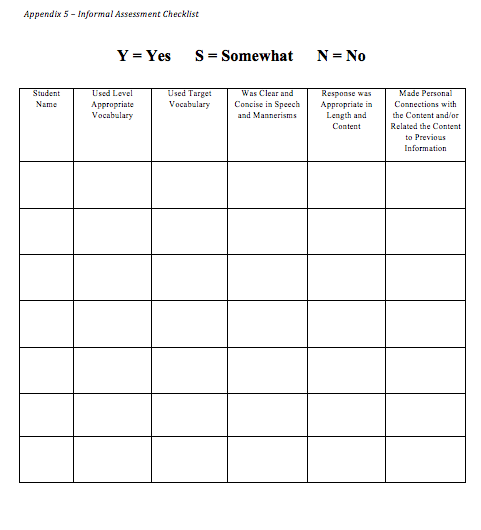 Appendix 5 – Informal Assessment Checklist
Y = Yes S = Somewhat N = No
Student
Name
Used Level
Appropriate
Vocabulary
Used Target
Vocabulary
Was Clear and
Concise in Speech
and Mannerisms
Response was
Appropriate in
Length and
Content
Made Personal
Connections with
the Content and/or
Related the Content
to Previous
Information